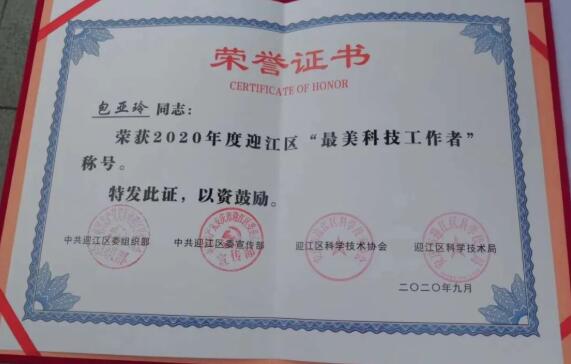 荣誉证书
CERTIFICATE OF HONOR
包亚玲 同志：
荣获2020年度迎江区“最美科技工作者”
称号。
特发此证，以资鼓励。
中共迎江区委组织部 中共迎江区委宣传部 迎江区科学技术协会 迎江区科学技术局
二〇二〇年九月